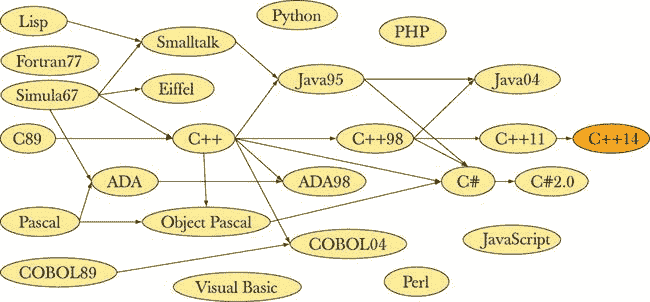 Python
Lisp
PHP
Smalltalk
Fortran77
Java95
Java04
Simula67
Eiffel
C89
C++
C++98
C++11
C++14
ADA
ADA98
C#
C#2.0
Pascal
Object Pascal
COBOL04
JavaScript
COBOL89
Visual Basic
Perl